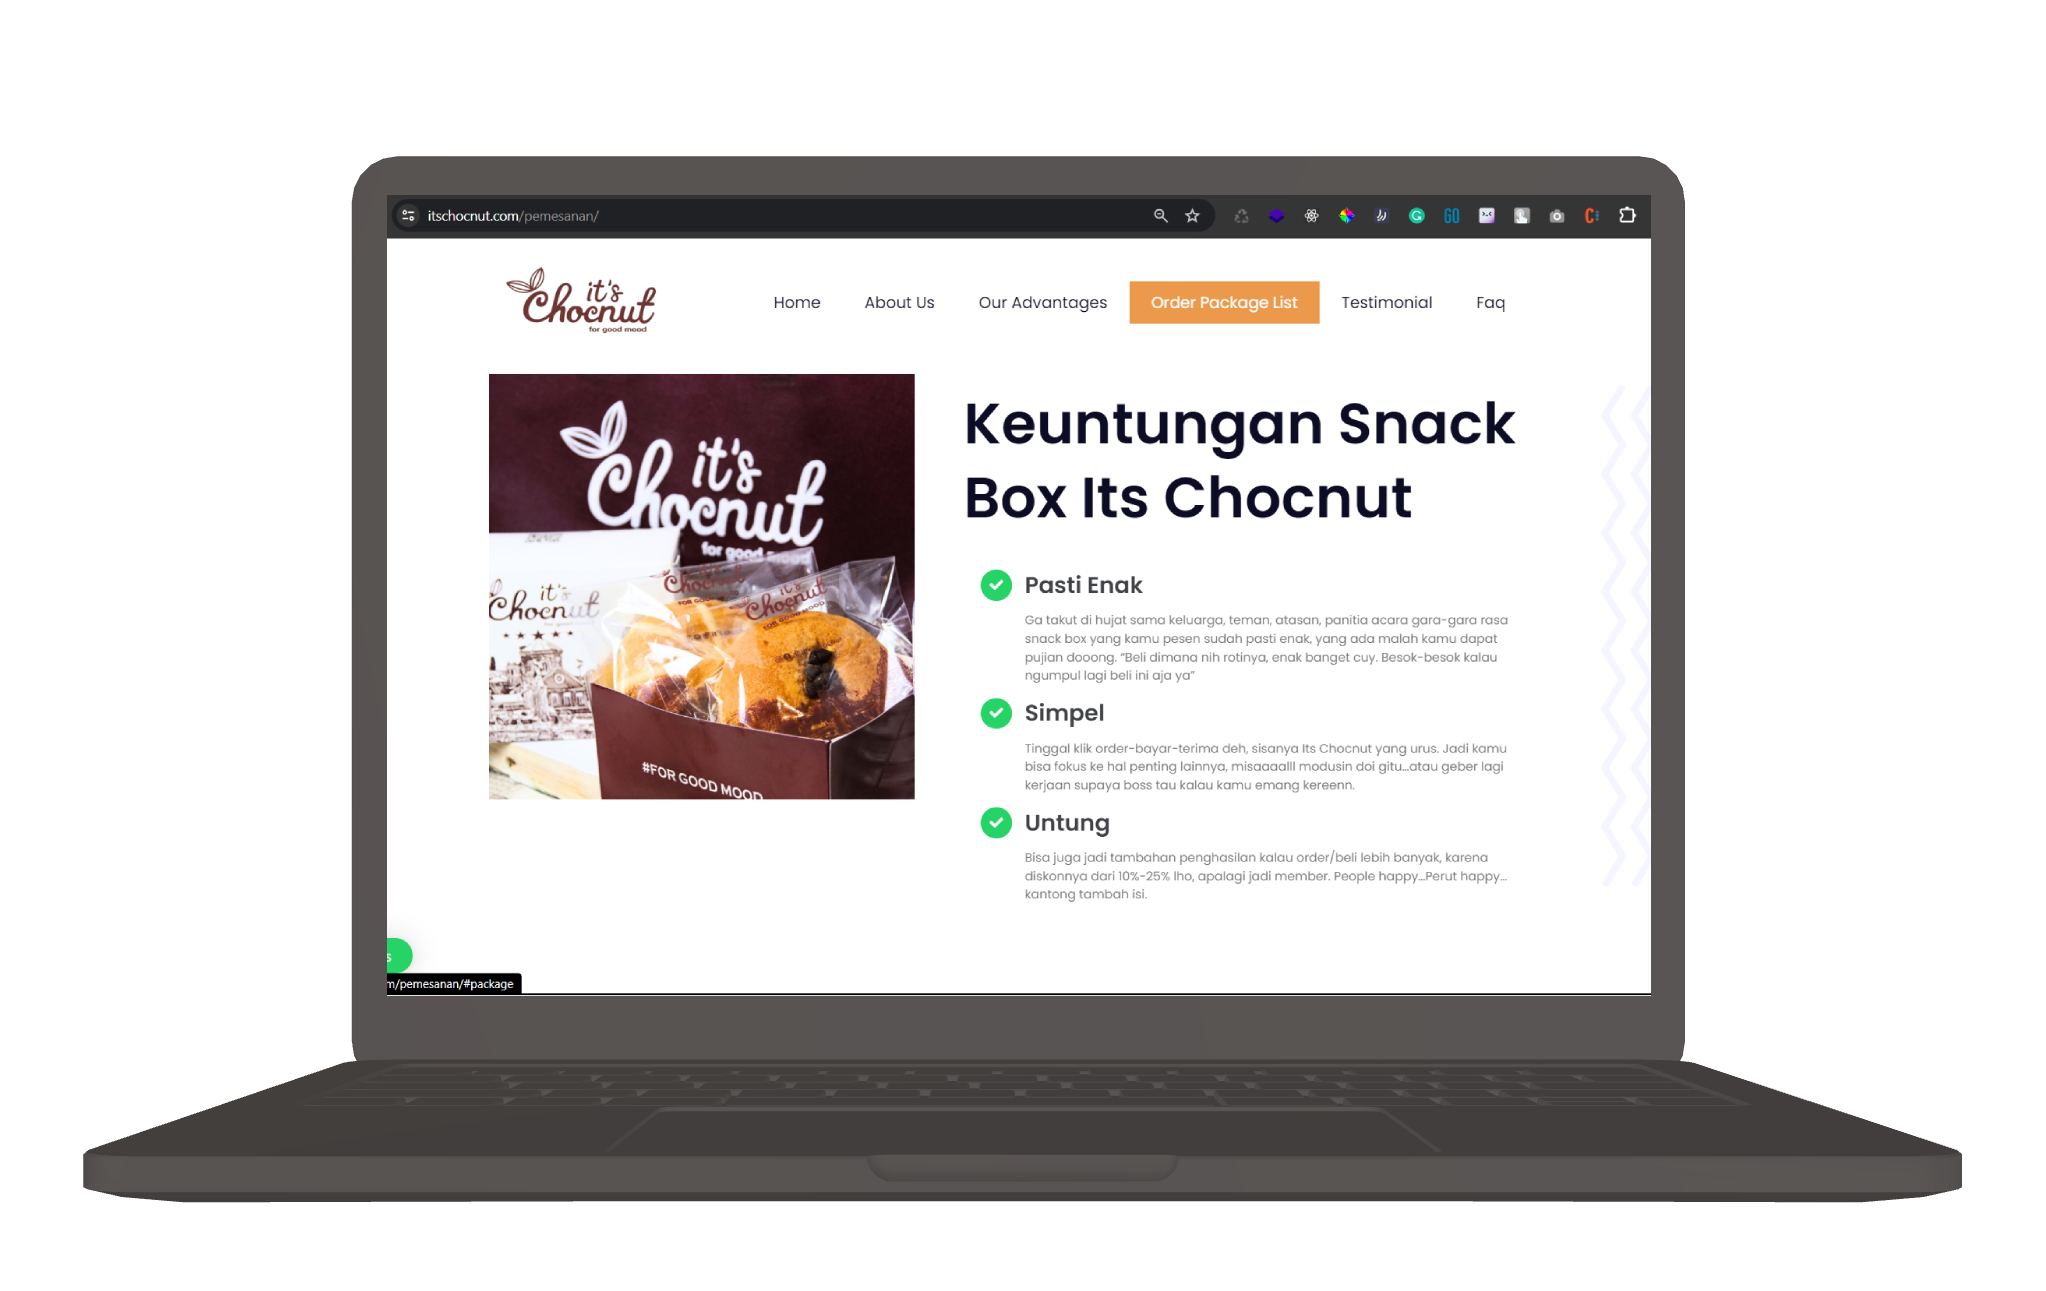 itschocnut.com/pemesanan/
it's
Chocnut
for good mood
Home
About Us
Our Advantages
Order Package List
Testimonial
Faq
it's
Chocnut
for good mood
it's
Chocnut
Chocnut
Chocnut
FOR GOOD MOOD
#FOR GOOD MOOD
Keuntungan Snack
Box Its Chocnut
Pasti Enak
Ga takut di hujat sama keluarga, teman, atasan, panitia acara gara-gara rasa
snack box yang kamu pesen sudah pasti enak, yang ada malah kamu dapat
pujian dooong. “Beli dimana nih rotinya, enak banget cuy. Besok-besok kalau
ngumpul lagi beli ini aja ya”
Simpel
Tinggal klik order-bayar-terima deh, sisanya Its Chocnut yang urus. Jadi kamu
bisa fokus ke hal penting lainnya, misaaaalll modusin doi gitu...atau geber lagi
kerjaan supaya boss tau kalau kamu emang kereenn.
Untung
Bisa juga jadi tambahan penghasilan kalau order/beli lebih banyak, karena
diskonnya dari 10%-25% lho, apalagi jadi member. People happy...Perut happy...
kantong tambah isi.
s
m/pemesanan/#package